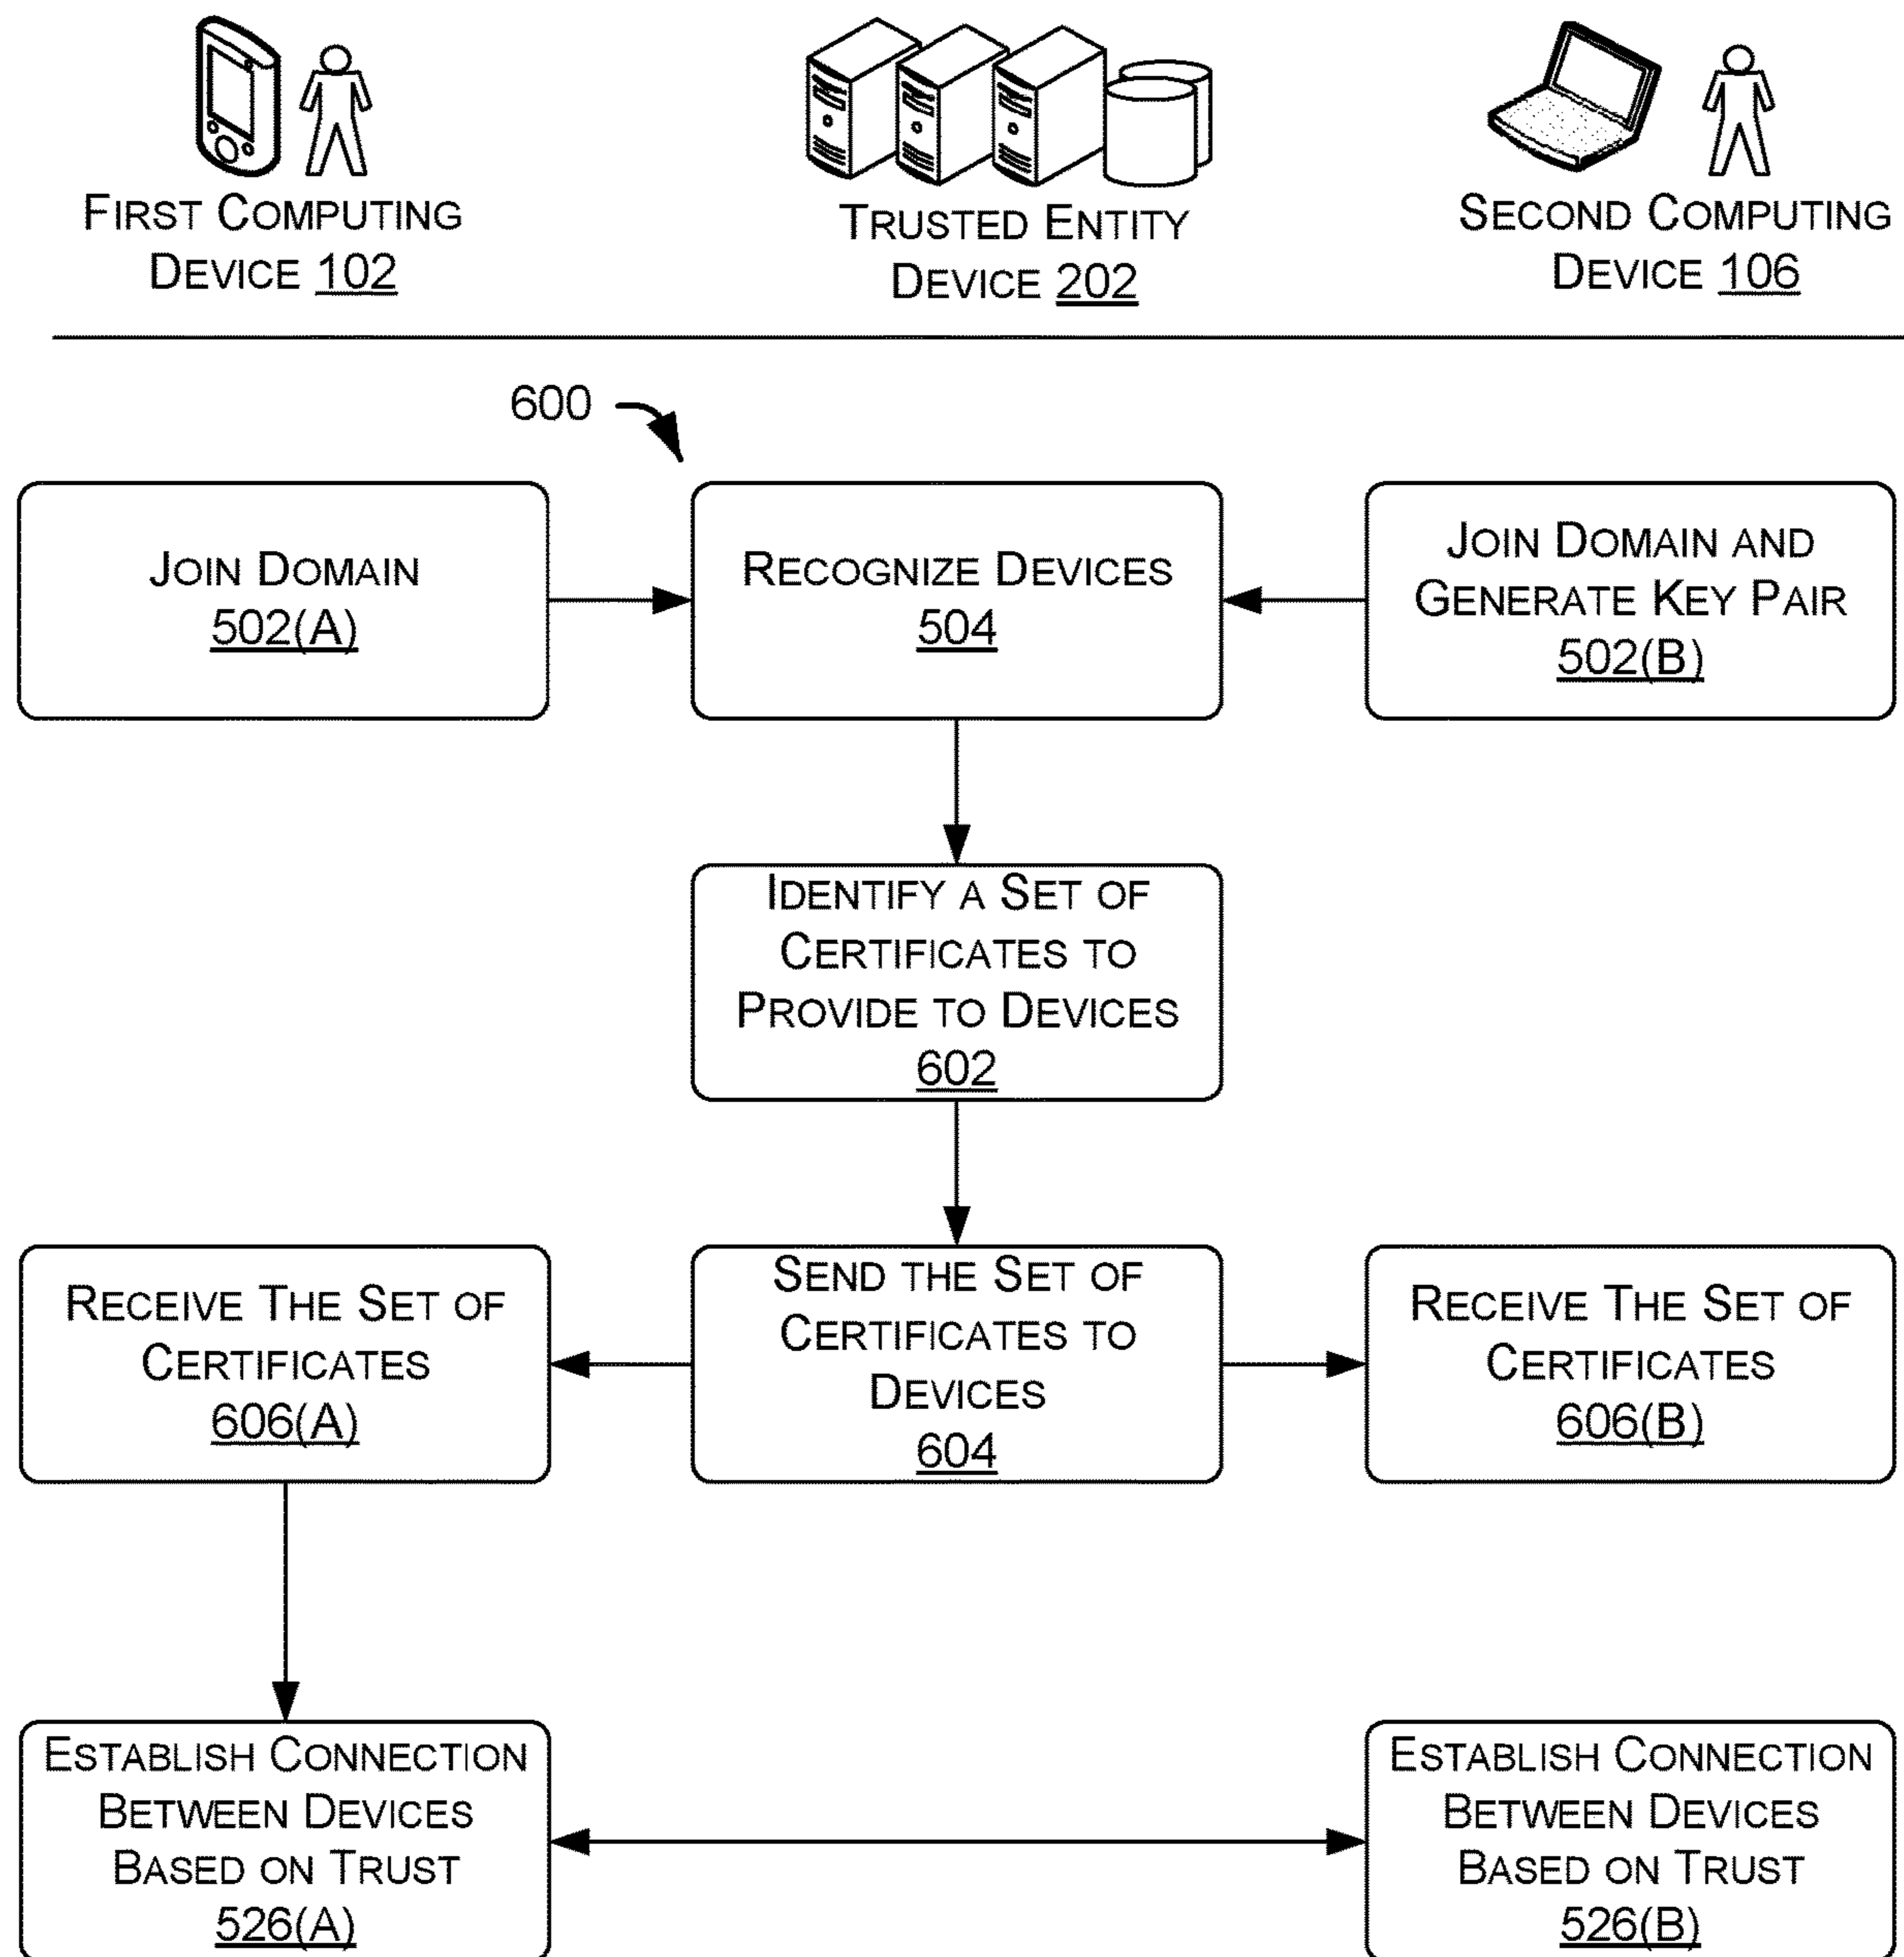 FIRST COMPUTING
DEVICE 102
TRUSTED ENTITY
DEVICE 202
SECOND COMPUTING
DEVICE 106
600
JOIN DOMAIN
502(A)
RECOGNIZE DEVICES
504
JOIN DOMAIN AND
GENERATE KEY PAIR
502(B)
IDENTIFY A SET OF
CERTIFICATES TO
PROVIDE TO DEVICES
602
RECEIVE THE SET OF
CERTIFICATES
606(A)
SEND THE SET OF
CERTIFICATES TO
DEVICES
604
RECEIVE THE SET OF
CERTIFICATES
606(B)
ESTABLISH CONNECTION
BETWEEN DEVICES
BASED ON TRUST
526(A)
ESTABLISH CONNECTION
BETWEEN DEVICES
BASED ON TRUST
526(B)